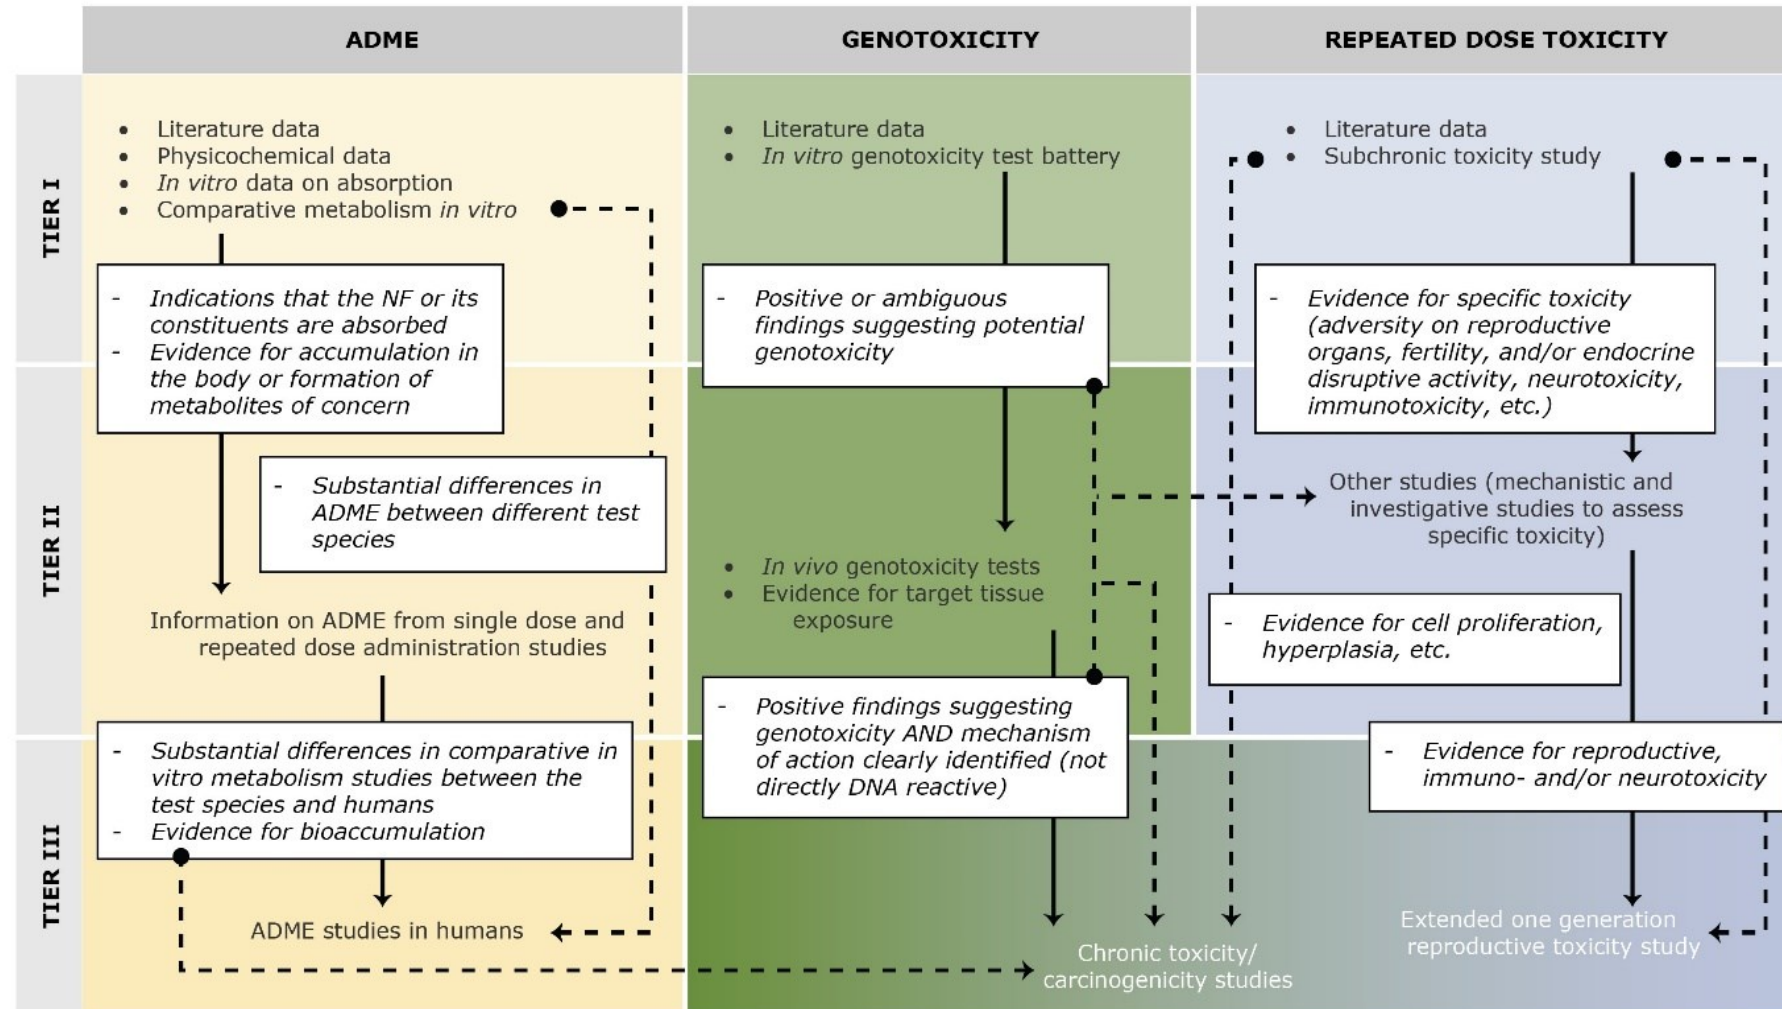 ADME
GENOTOXICITY
REPEATED DOSE TOXICITY
TIER I
• Literature data
• Physicochemical data
• In vitro data on absorption
• Comparative metabolism in vitro
- Indications that the NF or its
constituents are absorbed
- Evidence for accumulation in
the body or formation of
metabolites of concern
• Literature data
• In vitro genotoxicity test battery
- Positive or ambiguous
findings suggesting potential
genotoxicity
• Literature data
• Subchronic toxicity study
- Evidence for specific toxicity
(adversity on reproductive
organs, fertility, and/or endocrine
disruptive activity, neurotoxicity,
immunotoxicity, etc.)
TIER II
- Substantial differences in
ADME between different test
species
Information on ADME from single dose and
repeated dose administration studies
• In vivo genotoxicity tests
• Evidence for target tissue
exposure
Other studies (mechanistic and
investigative studies to assess
specific toxicity)
- Evidence for cell proliferation,
hyperplasia, etc.
TIER III
- Substantial differences in comparative in
vitro metabolism studies between the
test species and humans
- Evidence for bioaccumulation
ADME studies in humans
- Positive findings suggesting
genotoxicity AND mechanism
of action clearly identified (not
directly DNA reactive)
Chronic toxicity/
carcinogenicity studies
- Evidence for reproductive,
immuno- and/or neurotoxicity
Extended one generation
reproductive toxicity study